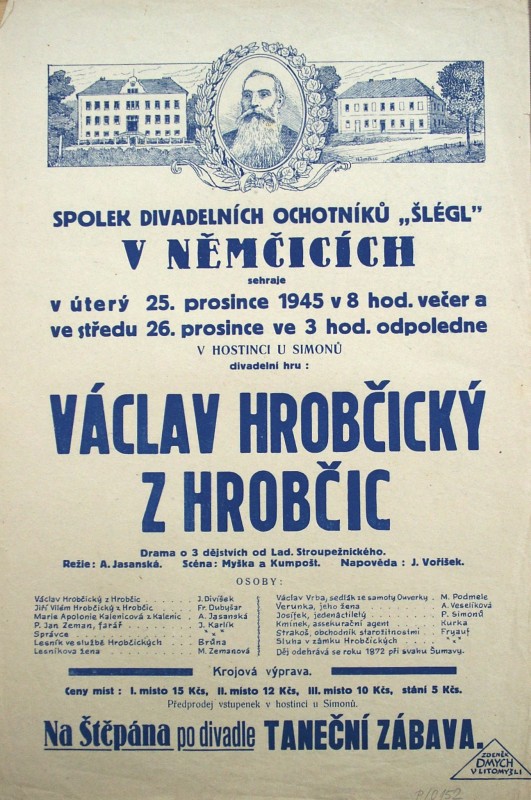 SPOLEK DIVADELNÍCH OCHOTNÍKŮ „ŠLÉGL"
V NĚMČICÍCH
sehraje
v úterý 25. prosince 1945 v 8 hod. večer a
ve středu 26. prosince ve 3 hod. odpoledne
V HOSTINCI U SIMONŮ
divadelní hru :
VÁCLAV HROBČICKÝ
Z HROBČIC
Drama o 3 dějstvích od Lad. Stroupežnického.
Režie: A. Jasanská. Scéna: Myška a Kumpošt. Napověda : J. Voříšek.
OSOBY:
Václav Hrobčický z Hrobčic . . . . . . J. Divíšek
Jiří Vilém Hrobčický z Hrobčic . . . . Fr. Dubyšar
Marie Apolonie Kalenicová z Kalenic . A. Jasanská
P. Jan Zeman, farář . . . . . . . . J. Karlík
Správce . . . . . . . . . . . * * *
Lesník ve službě Hrobčických . . . . . Brůna
Lesníkova žena . . . . . . . . . M. Zemanová
Václav Vrba, sedlák ze samoty Ovverky . M. Podmele
Verunka, jeho žena . . . . . . . . A. Veselíková
Josífek, jedenáctiletý . . . . . . . P. Simonů
Kmínek, assekurační agent . . . . . Kurka
Strakoš, obchodník starožitnostmi . . . Fryauf
Sluha v zámku Hrobčických . . . . . * * *
Děj odehrává se roku 1872 při svahu Šumavy.
Krojová výprava.
Ceny míst : I. místo 15 Kčs, II. místo 12 Kčs, III. místo 10 Kčs, stání 5 Kčs.
Předprodej vstupenek v hostinci u Simonů.
Na Štěpána po divadle TANEČNÍ ZÁBAVA.
ZDENĚK
DMYCH
V LITOMYŠLI